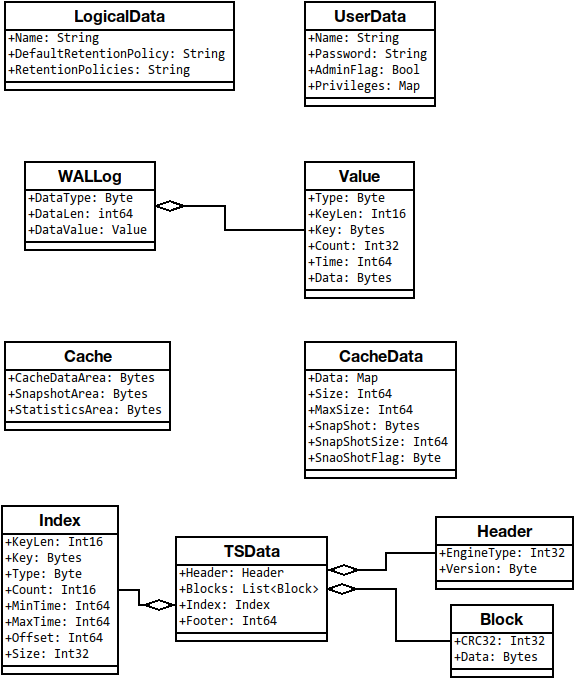 LogicalData
+Name: String
+DefaultRetentionPolicy: String
+RetentionPolicies: String
UserData
+Name: String
+Password: String
+AdminFlag: Bool
+Privileges: Map
WALLog
+DataType: Byte
+DataLen: int64
+DataValue: Value
Value
+Type: Byte
+KeyLen: Int16
+Key: Bytes
+Count: Int32
+Time: Int64
+Data: Bytes
Cache
+CacheDataArea: Bytes
+SnapshotArea: Bytes
+StatisticsArea: Bytes
CacheData
+Data: Map
+Size: Int64
+MaxSize: Int64
+SnapShot: Bytes
+SnapShotSize: Int64
+SnaoShotFlag: Byte
Index
+KeyLen: Int16
+Key: Bytes
+Type: Byte
+Count: Int16
+MinTime: Int64
+MaxTime: Int64
+Offset: Int64
+Size: Int32
TSData
+Header: Header
+Blocks: List<Block>
+Index: Index
+Footer: Int64
Header
+EngineType: Int32
+Version: Byte
Block
+CRC32: Int32
+Data: Bytes